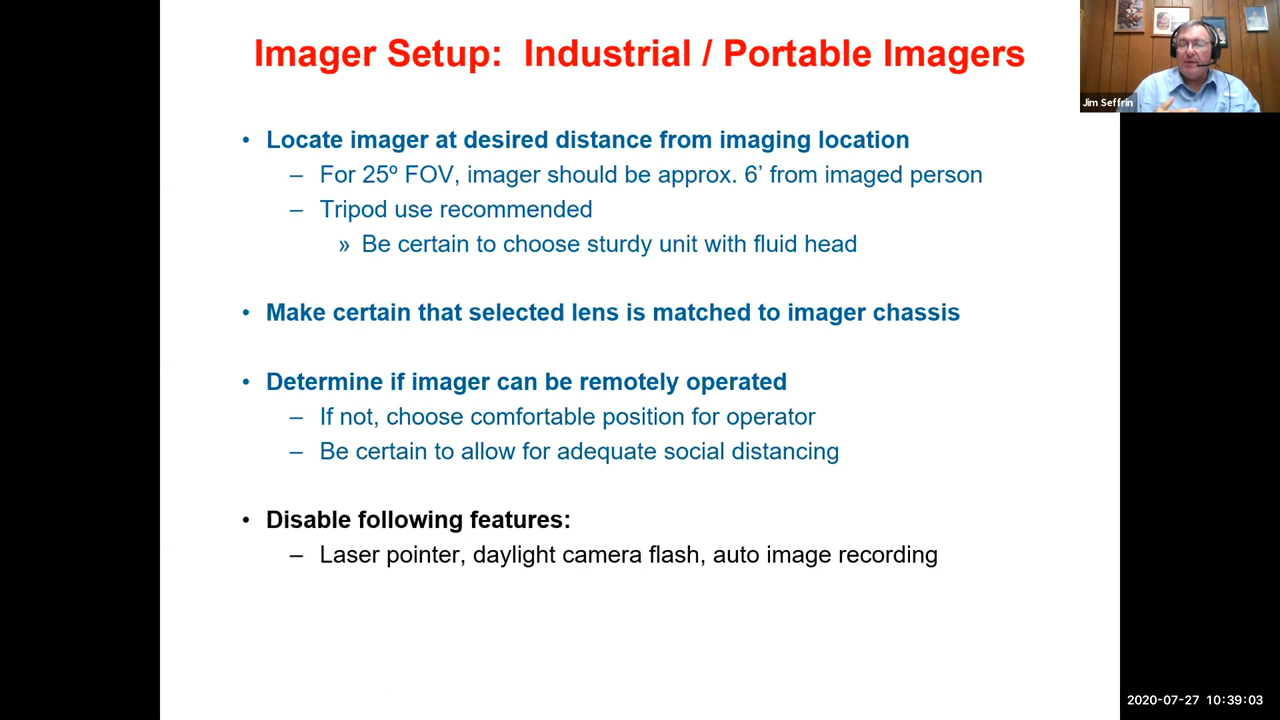 Imager Setup:  Industrial / Portable Imagers
Jim Seffrin
• Locate imager at desired distance from imaging location
– For 25º FOV, imager should be approx. 6’ from imaged person
– Tripod use recommended
» Be certain to choose sturdy unit with fluid head
• Make certain that selected lens is matched to imager chassis
• Determine if imager can be remotely operated
– If not, choose comfortable position for operator
– Be certain to allow for adequate social distancing
• Disable following features:
– Laser pointer, daylight camera flash, auto image recording
2020-07-27  10:39:03